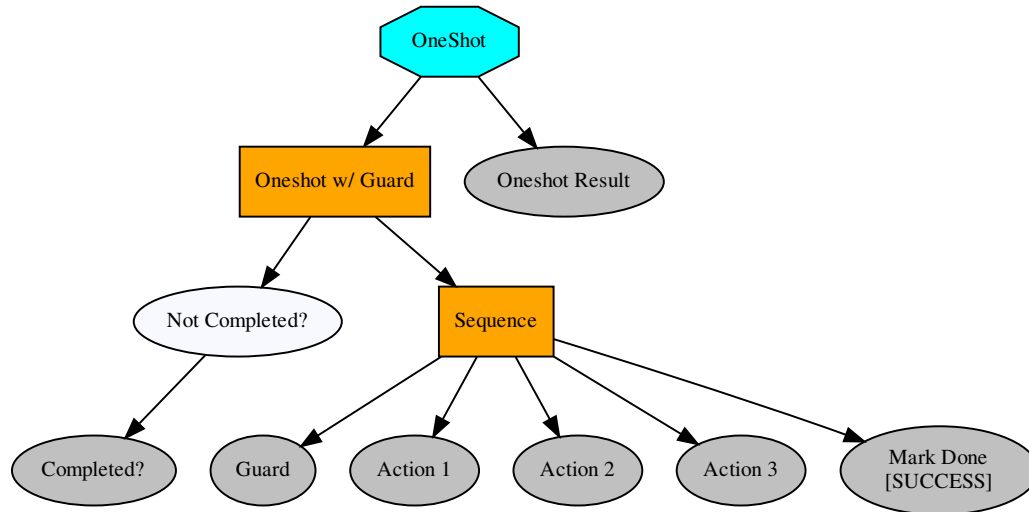 OneShot
Oneshot w/ Guard
Oneshot Result
Not Completed?
Sequence
Completed?
Guard
Action 1
Action 2
Action 3
Mark Done
[SUCCESS]